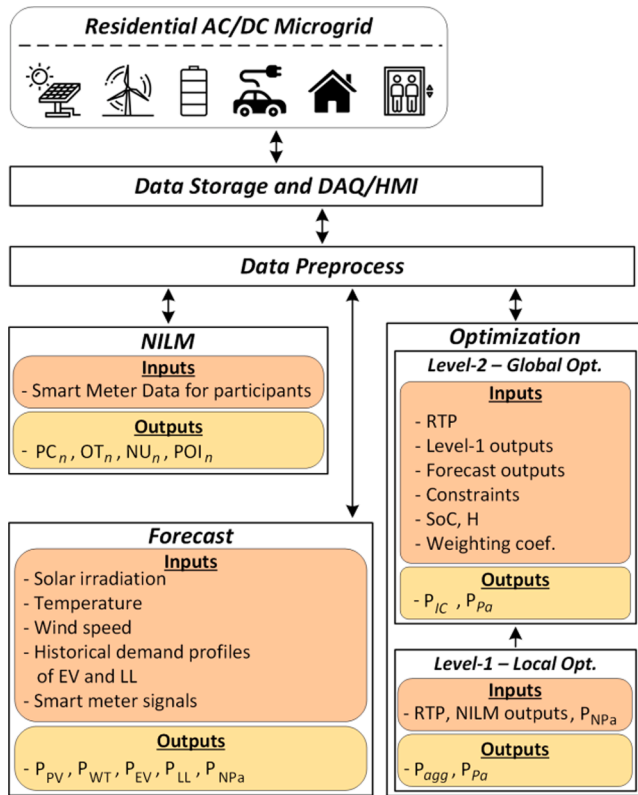 Residential AC/DC Microgrid
Data Storage and DAQ/HMI
Data Preprocess
NILM
Inputs
- Smart Meter Data for participants
Outputs
- PCn , OTn , NUn , POIn
Forecast
Inputs
- Solar irradiation
- Temperature
- Wind speed
- Historical demand profiles
of EV and LL
- Smart meter signals
Outputs
- PPV , PWT , PEV , PLL , PNPa
Optimization
Level-2 – Global Opt.
Inputs
- RTP
- Level-1 outputs
- Forecast outputs
- Constraints
- SoC, H
- Weighting coef.
Outputs
- PIC , PPa
Level-1 – Local Opt.
Inputs
- RTP, NILM outputs, PNPa
Outputs
- Pagg , PPa